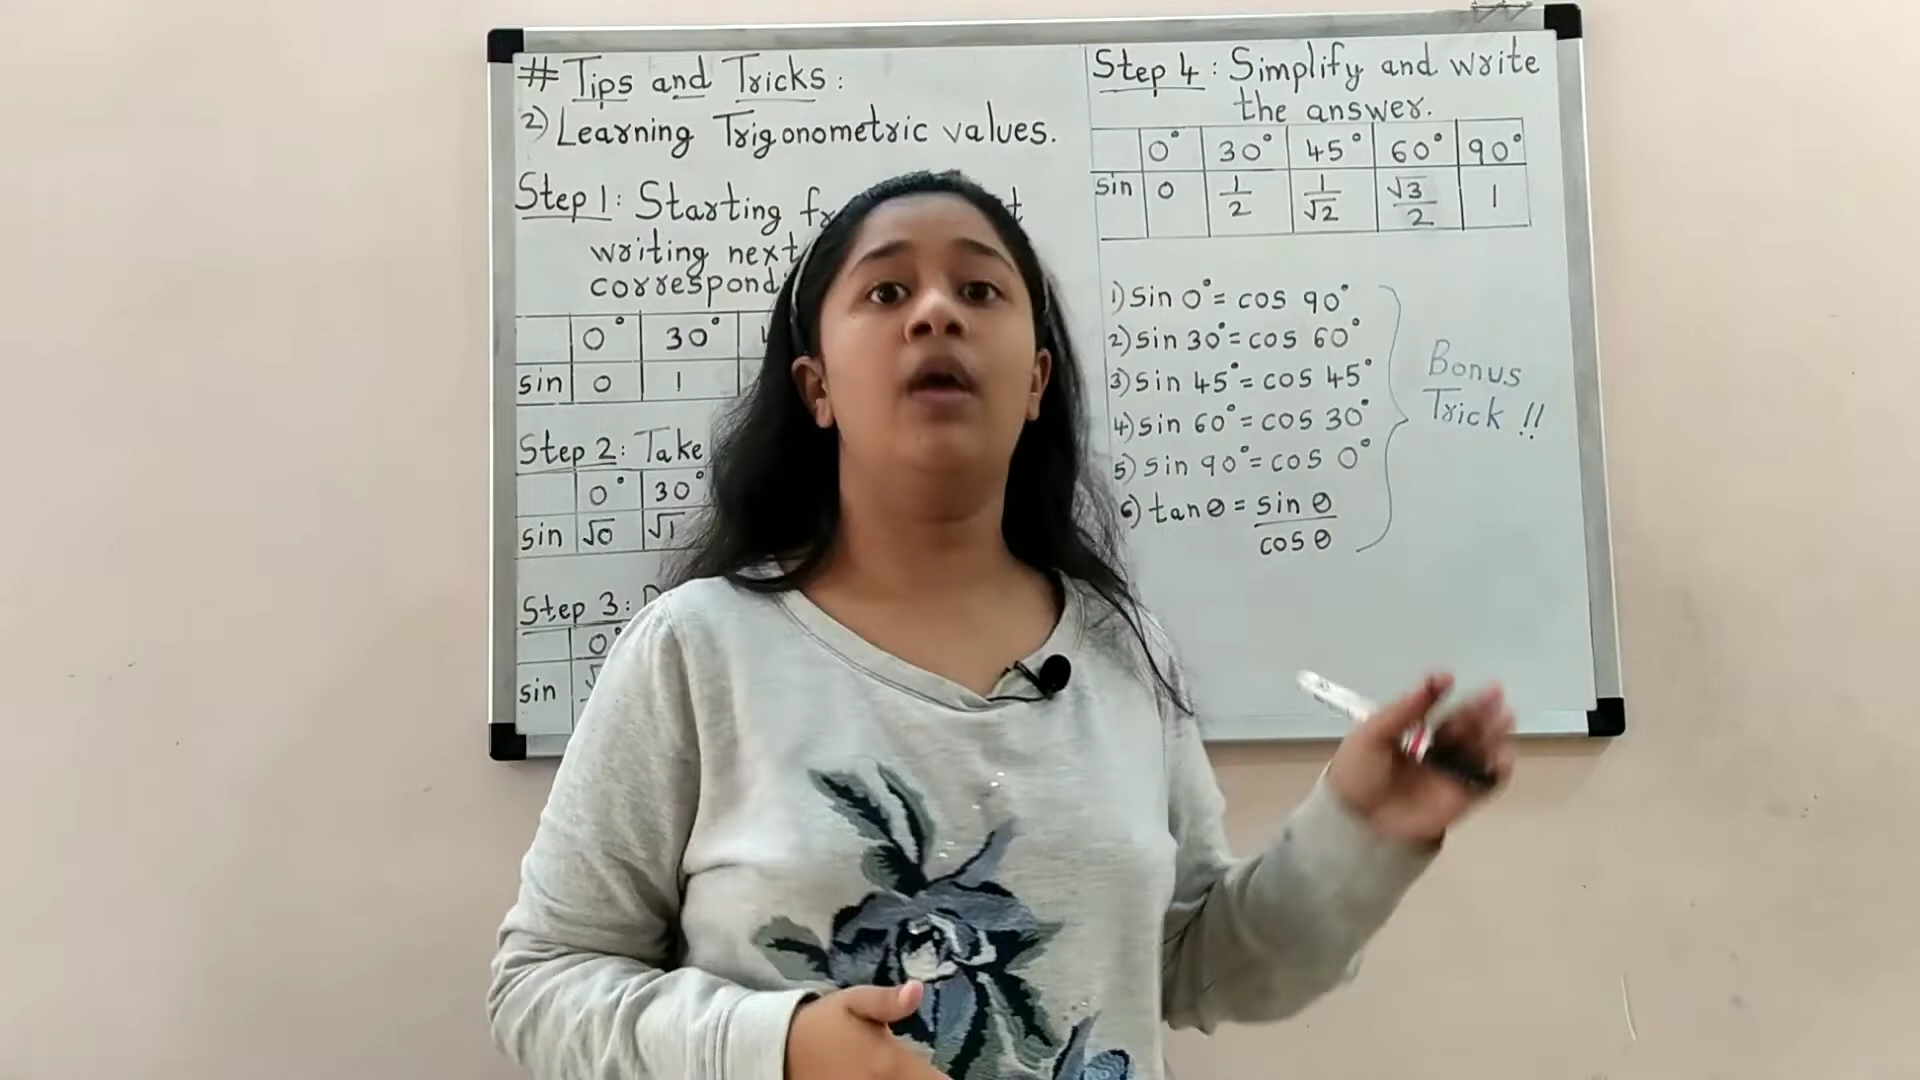 # Tips and Tricks:
2) Learning Trigonometric values.
Step 1: Starting
writing next
0° 30°
sin 0 1
Step 2: Take
0° 30°
sin √0 √1
Step 3:
0°
sin
Step 4: Simplify and write
the answer.
0° 30° 45° 60° 90°
sin 0 1/2 1/√2 √3/2 1
1) sin 0° = cos 90°
2) sin 30° = cos 60°
3) sin 45° = cos 45°
4) sin 60° = cos 30°
5) sin 90° = cos 0°
6) tan θ = sin θ
cos θ
Bonus
Trick !!